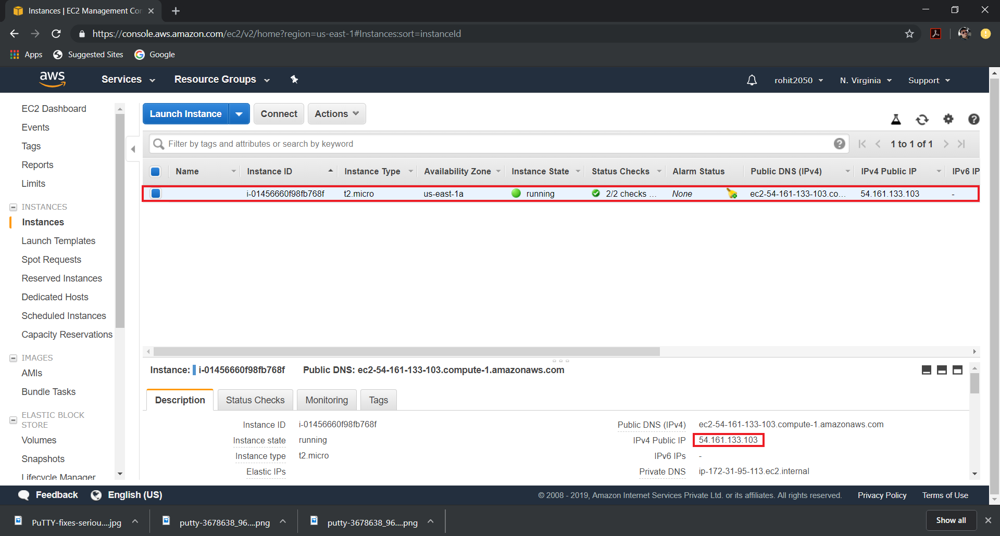 Instances | EC2 Management Con
https://console.aws.amazon.com/ec2/v2/home?region=us-east-1#Instances:sort=instanceId
Apps Suggested Sites Google
aws Services Resource Groups rohit2050 N. Virginia Support
EC2 Dashboard
Events
Tags
Reports
Limits
INSTANCES
Instances
Launch Templates
Spot Requests
Reserved Instances
Dedicated Hosts
Scheduled Instances
Capacity Reservations
IMAGES
AMIs
Bundle Tasks
ELASTIC BLOCK
STORE
Volumes
Snapshots
Lifecycle Manager
Launch Instance Connect Actions
Filter by tags and attributes or search by keyword 1 to 1 of 1
Name Instance ID Instance Type Availability Zone Instance State Status Checks Alarm Status Public DNS (IPv4) IPv4 Public IP IPv6 IP
i-01456660f98fb768f t2.micro us-east-1a running 2/2 checks ... None ec2-54-161-133-103.co... 54.161.133.103 -
Instance: i-01456660f98fb768f Public DNS: ec2-54-161-133-103.compute-1.amazonaws.com
Description Status Checks Monitoring Tags
Instance ID i-01456660f98fb768f Public DNS (IPv4) ec2-54-161-133-103.compute-1.amazonaws.com
Instance state running IPv4 Public IP 54.161.133.103
Instance type t2.micro IPv6 IPs -
Elastic IPs Private DNS ip-172-31-95-113.ec2.internal
Feedback English (US) © 2008 - 2019, Amazon Internet Services Private Ltd. or its affiliates. All rights reserved. Privacy Policy Terms of Use
PuTTY-fixes-seriou....jpg putty-3678638_96....png putty-3678638_96....png Show all